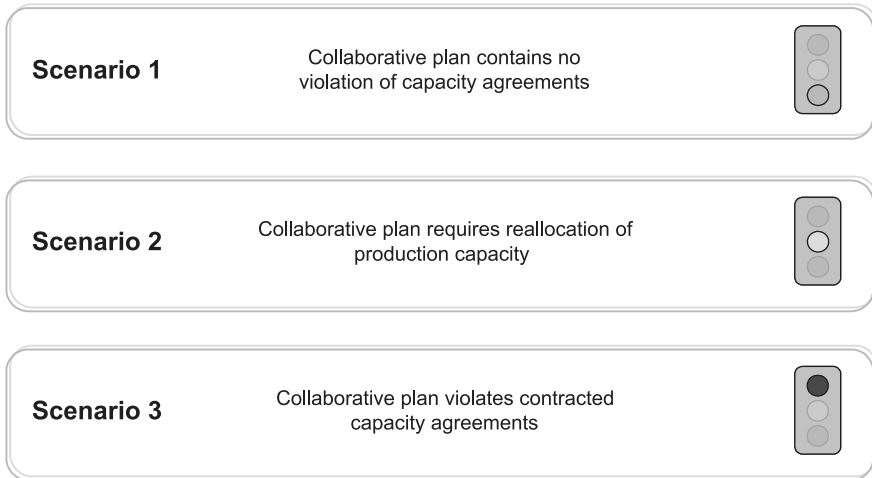 Scenario 1
Collaborative plan contains no
violation of capacity agreements
Scenario 2
Collaborative plan requires reallocation of
production capacity
Scenario 3
Collaborative plan violates contracted
capacity agreements